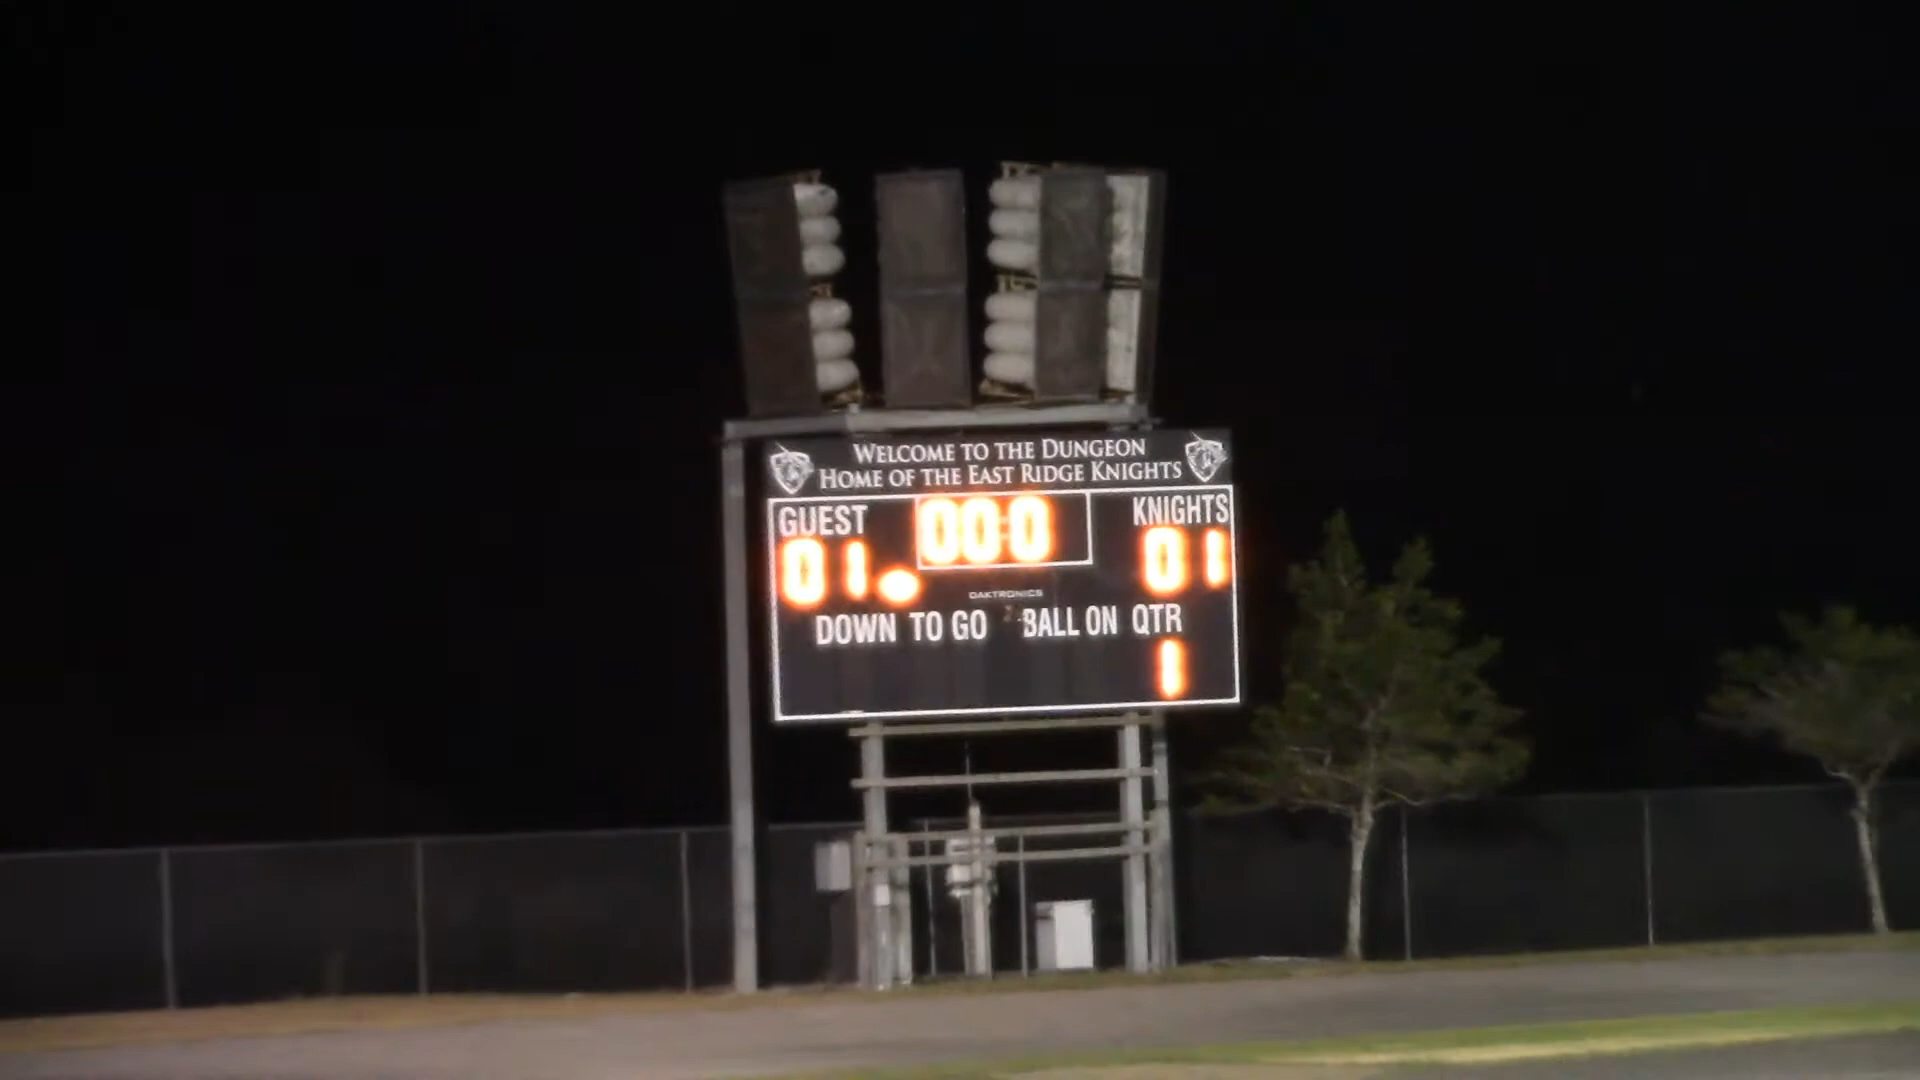 WELCOME TO THE DUNGEON
HOME OF THE EAST RIDGE KNIGHTS
GUEST 00:0 KNIGHTS
01 01
DAKTRONICS
DOWN TO GO BALL ON QTR
1